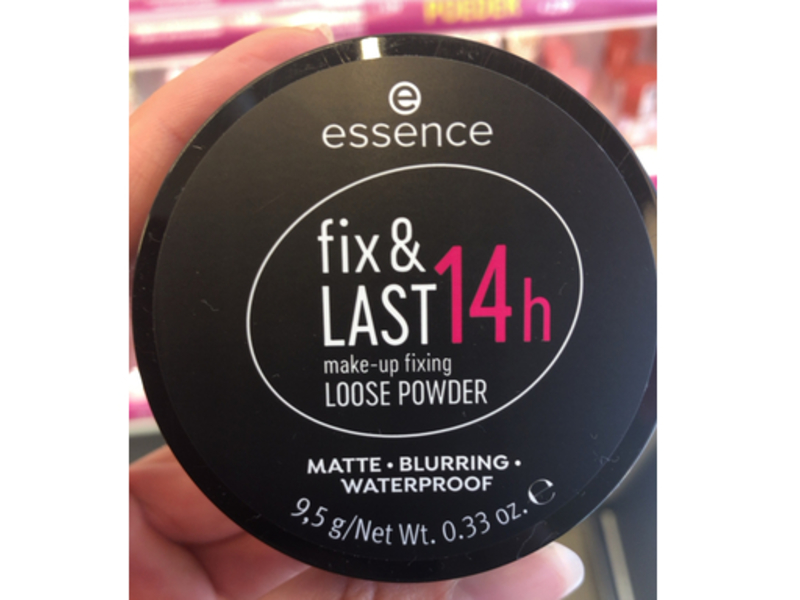 PUEDER
e
essence
fix &
LAST 14h
make-up fixing
LOOSE POWDER
MATTE • BLURRING •
WATERPROOF
9,5 g/Net Wt. 0.33 oz. ℮